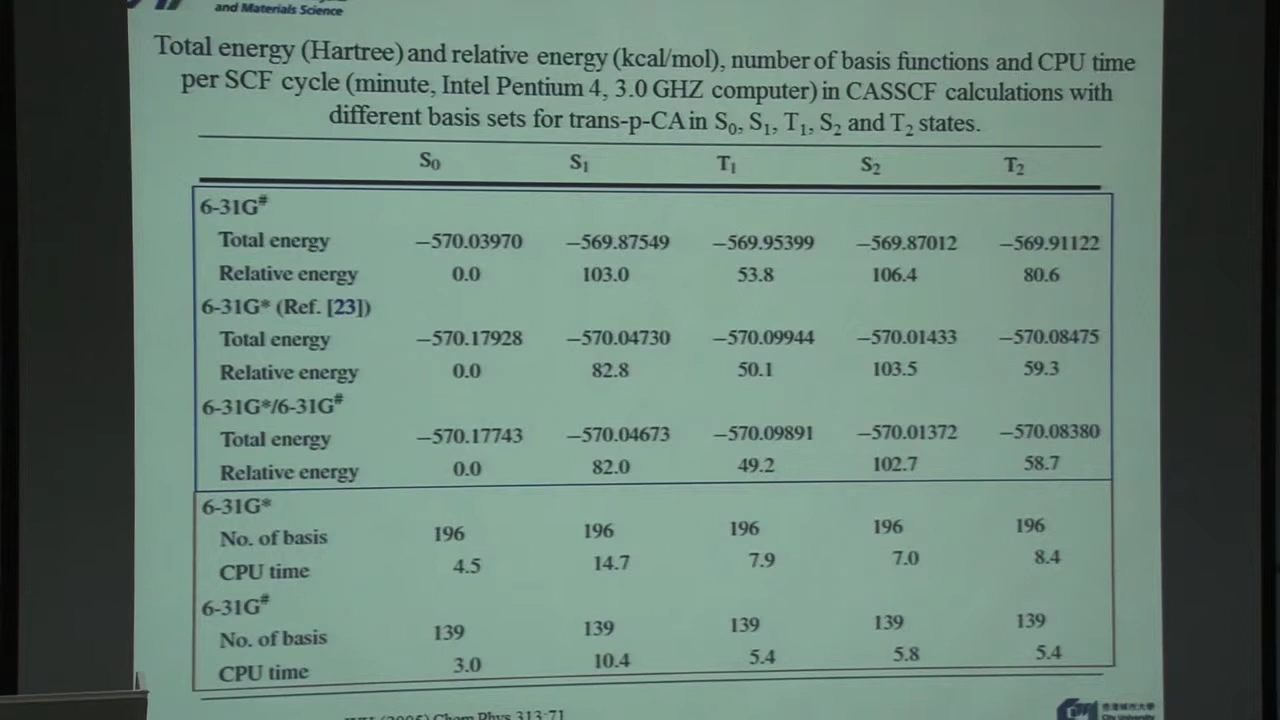 and Materials Science
Total energy (Hartree) and relative energy (kcal/mol), number of basis functions and CPU time
per SCF cycle (minute, Intel Pentium 4, 3.0 GHZ computer) in CASSCF calculations with
different basis sets for trans-p-CA in S₀, S₁, T₁, S₂ and T₂ states.
S₀ S₁ T₁ S₂ T₂
6-31G#
Total energy −570.03970 −569.87549 −569.95399 −569.87012 −569.91122
Relative energy 0.0 103.0 53.8 106.4 80.6
6-31G* (Ref. [23])
Total energy −570.17928 −570.04730 −570.09944 −570.01433 −570.08475
Relative energy 0.0 82.8 50.1 103.5 59.3
6-31G*/6-31G#
Total energy −570.17743 −570.04673 −570.09891 −570.01372 −570.08380
Relative energy 0.0 82.0 49.2 102.7 58.7
6-31G*
No. of basis 196 196 196 196 196
CPU time 4.5 14.7 7.9 7.0 8.4
6-31G#
No. of basis 139 139 139 139 139
CPU time 3.0 10.4 5.4 5.8 5.4
(2005) Chem Phys 313:71
香港城市大學
City University